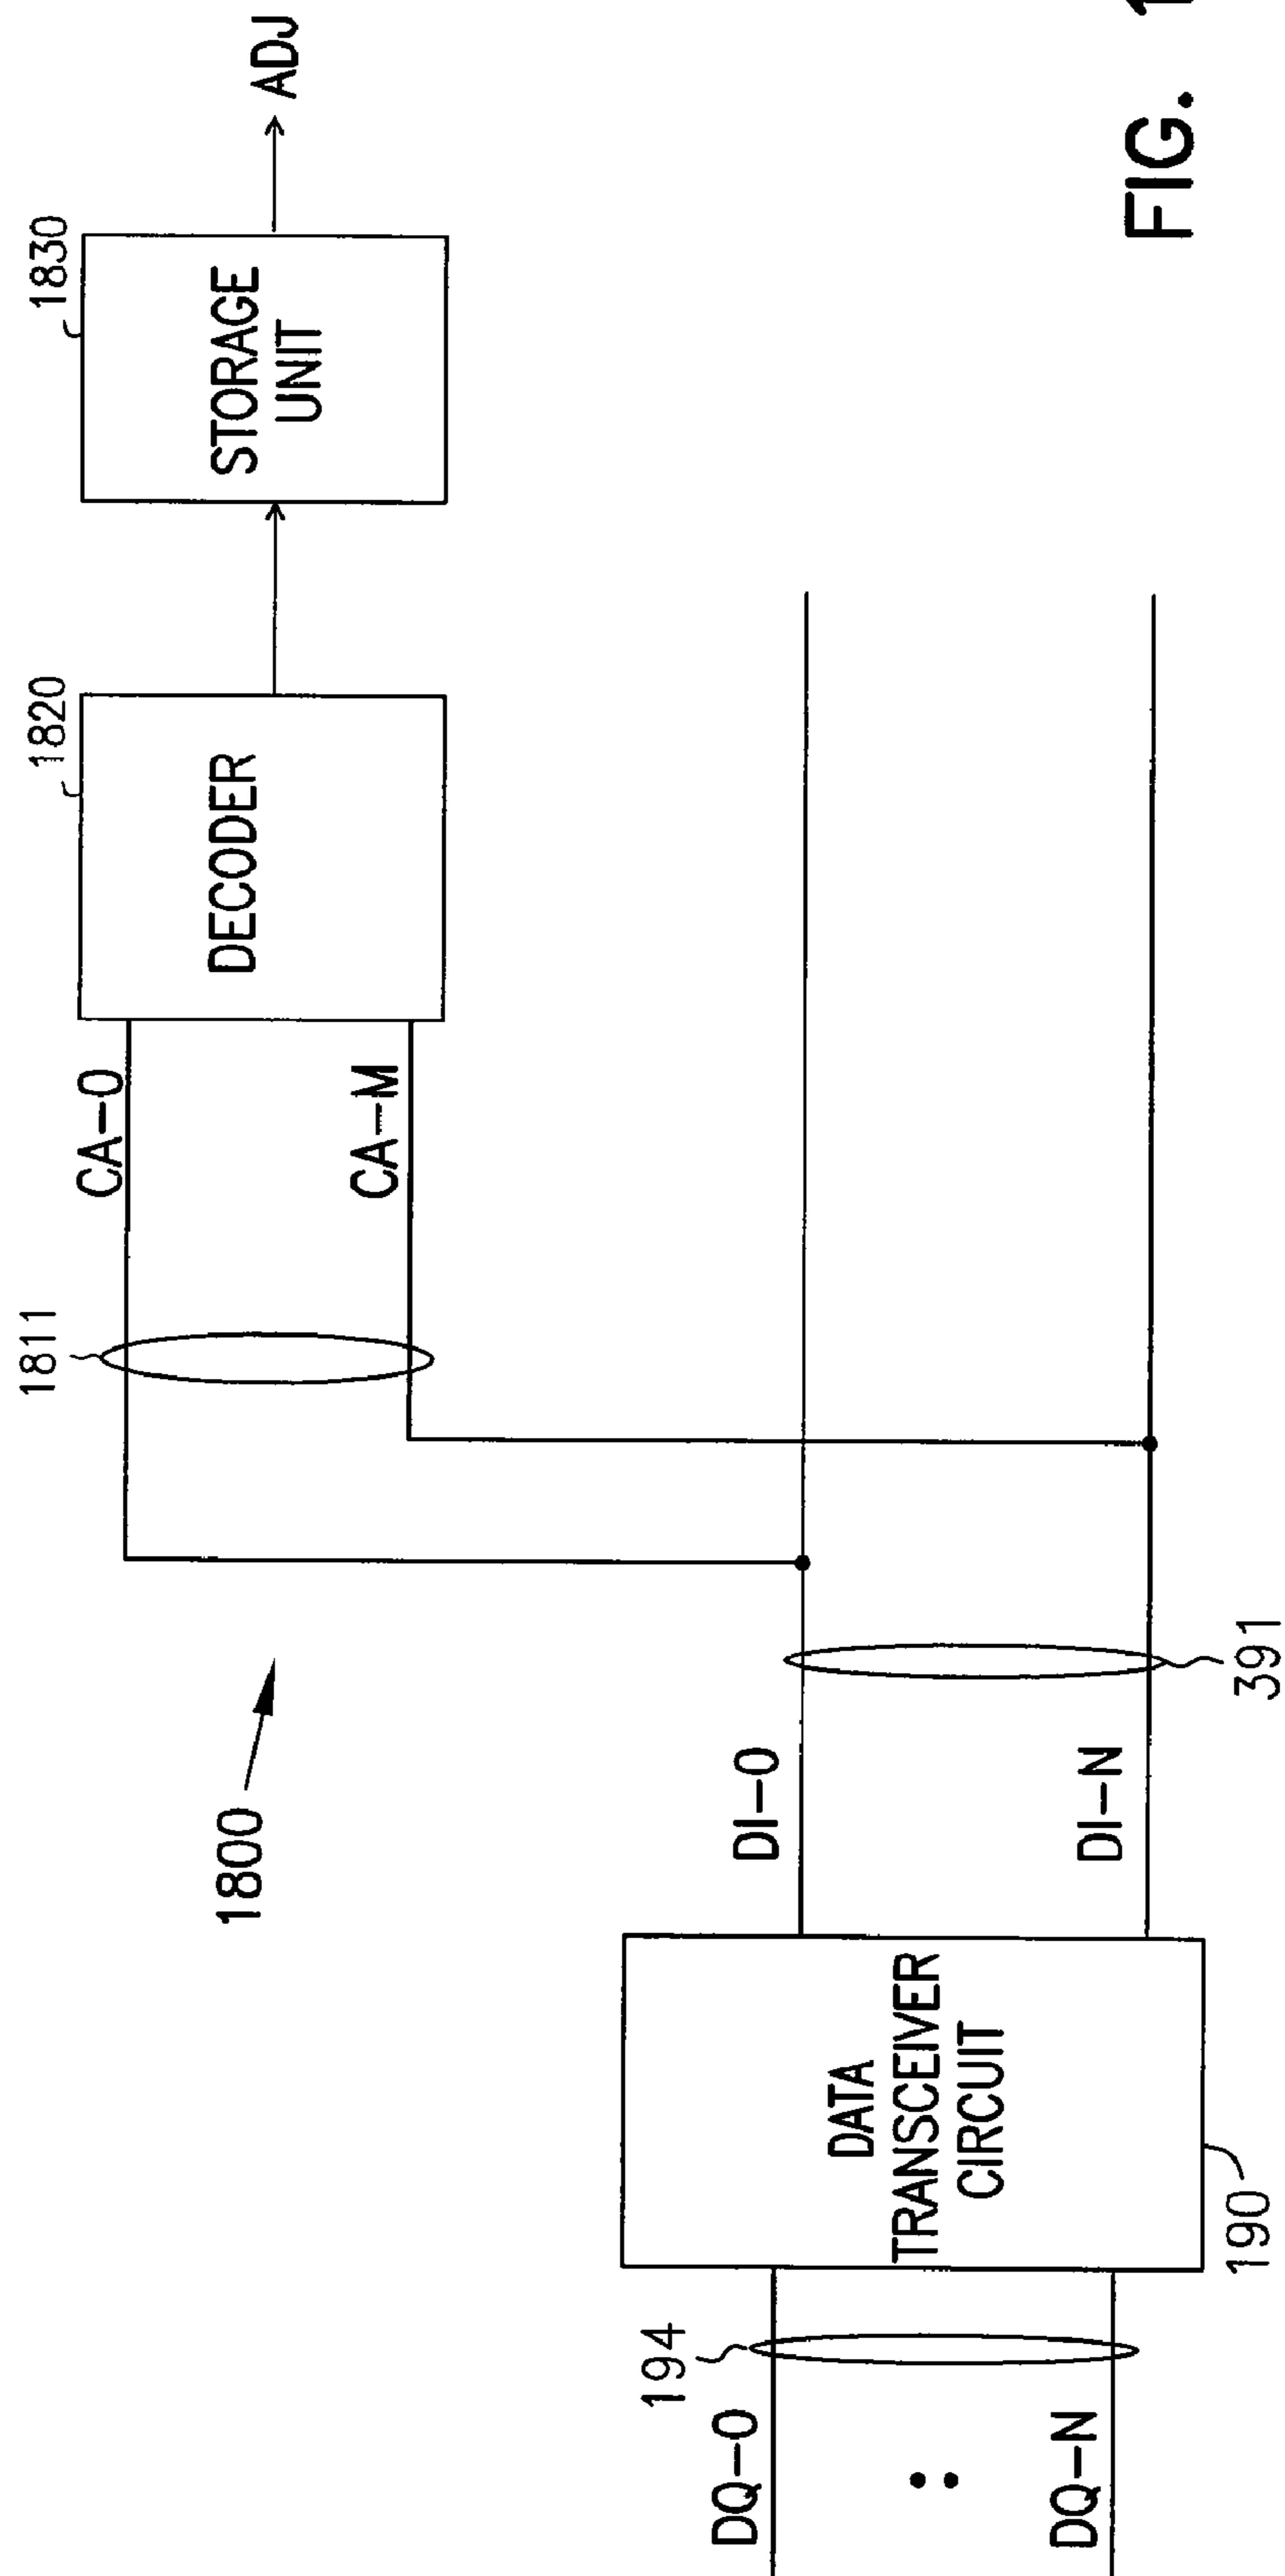 1811
CA-0
CA-M
1820
DECODER
1830
STORAGE
UNIT
ADJ
1800
194
DQ-0
DQ-N
DATA
TRANSCEIVER
CIRCUIT
190
DI-0
DI-N
391
FIG.